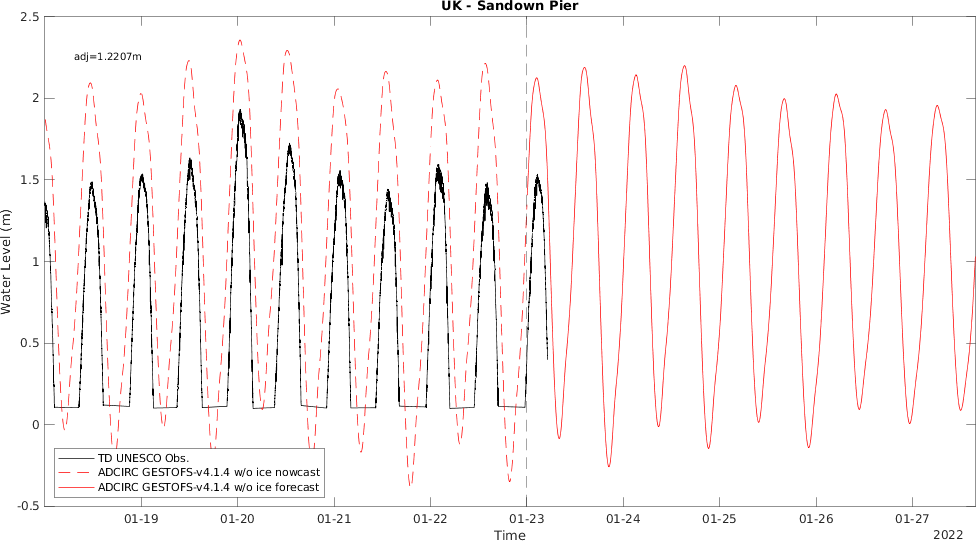 UK - Sandown Pier
adj=1.2207m
Water Level (m)
2.5
2
1.5
1
0.5
0
-0.5
TD UNESCO Obs.
ADCIRC GESTOFS-v4.1.4 w/o ice nowcast
ADCIRC GESTOFS-v4.1.4 w/o ice forecast
01-19 01-20 01-21 01-22 01-23 01-24 01-25 01-26 01-27
Time
2022